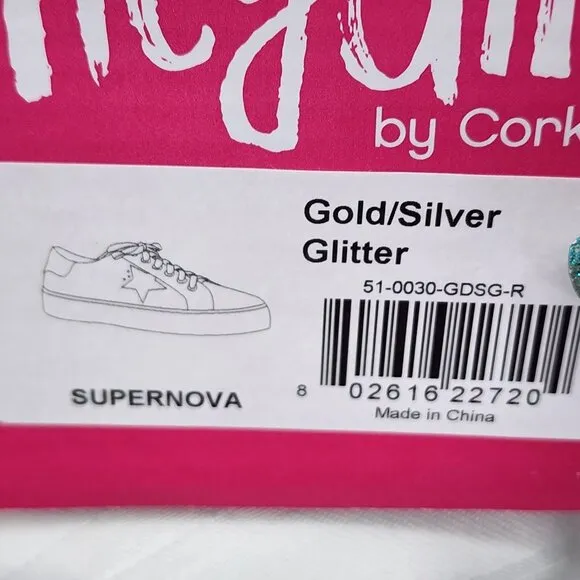 by Cork
Gold/Silver
Glitter
51-0030-GDSG-R
8 02616 22720
Made in China
SUPERNOVA